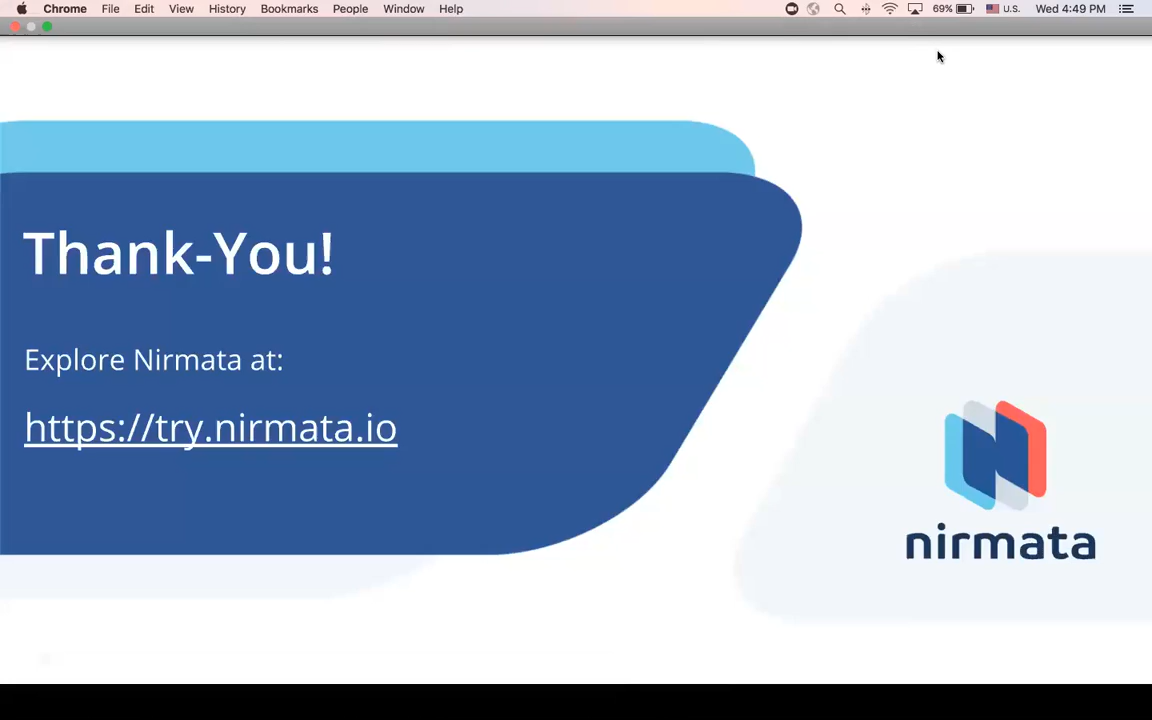 Chrome File Edit View History Bookmarks People Window Help 69% U.S. Wed 4:49 PM
Thank-You!
Explore Nirmata at:
https://try.nirmata.io
nirmata